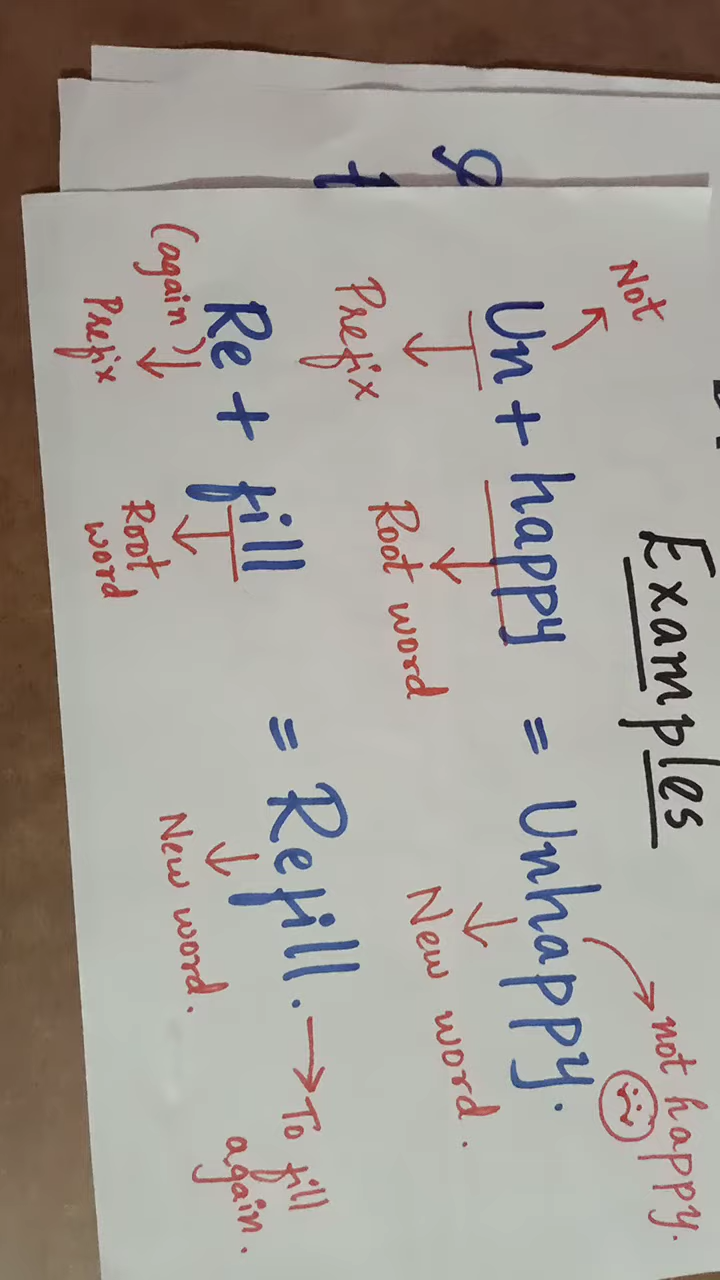 Examples
Not
not happy.
Un + happy = Unhappy.
Prefix Root word New word.
(again)
Re + fill = Refill. → To fill
again.
Prefix Root
word New word.